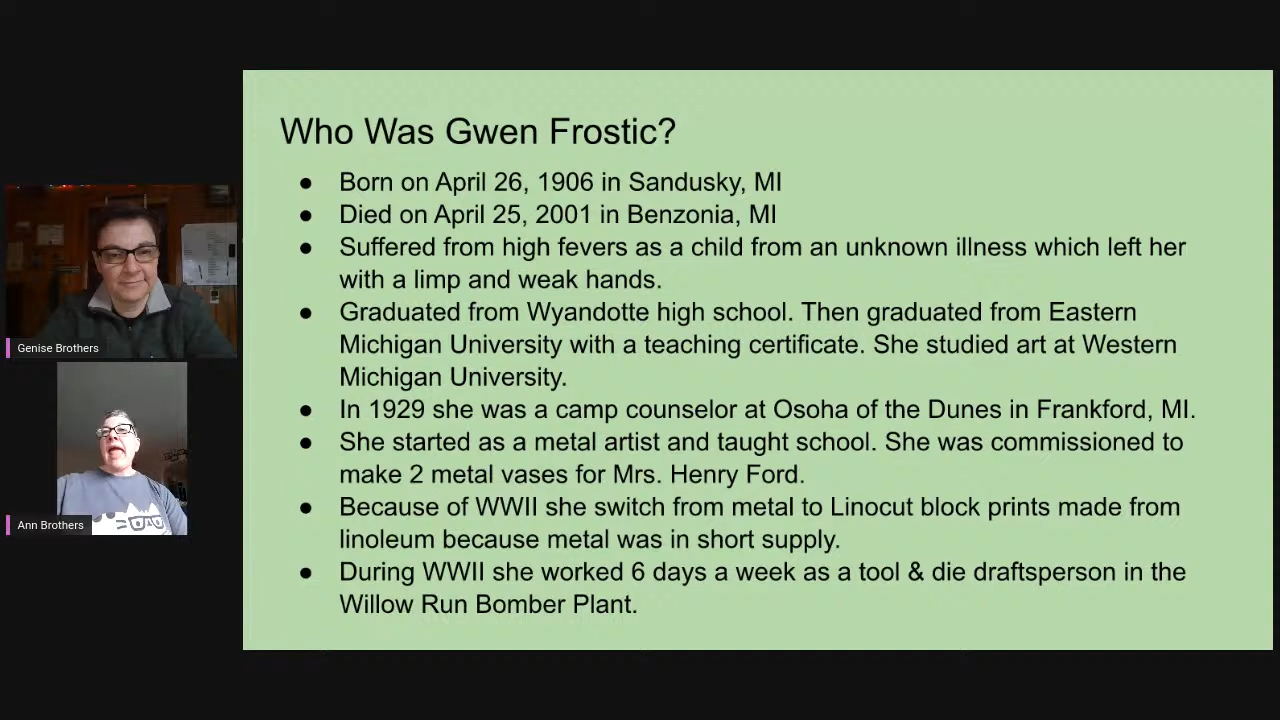 Who Was Gwen Frostic?
● Born on April 26, 1906 in Sandusky, MI
● Died on April 25, 2001 in Benzonia, MI
● Suffered from high fevers as a child from an unknown illness which left her
with a limp and weak hands.
● Graduated from Wyandotte high school. Then graduated from Eastern
Michigan University with a teaching certificate. She studied art at Western
Michigan University.
● In 1929 she was a camp counselor at Osoha of the Dunes in Frankford, MI.
● She started as a metal artist and taught school. She was commissioned to
make 2 metal vases for Mrs. Henry Ford.
● Because of WWII she switch from metal to Linocut block prints made from
linoleum because metal was in short supply.
● During WWII she worked 6 days a week as a tool & die draftsperson in the
Willow Run Bomber Plant.
Genise Brothers
Ann Brothers